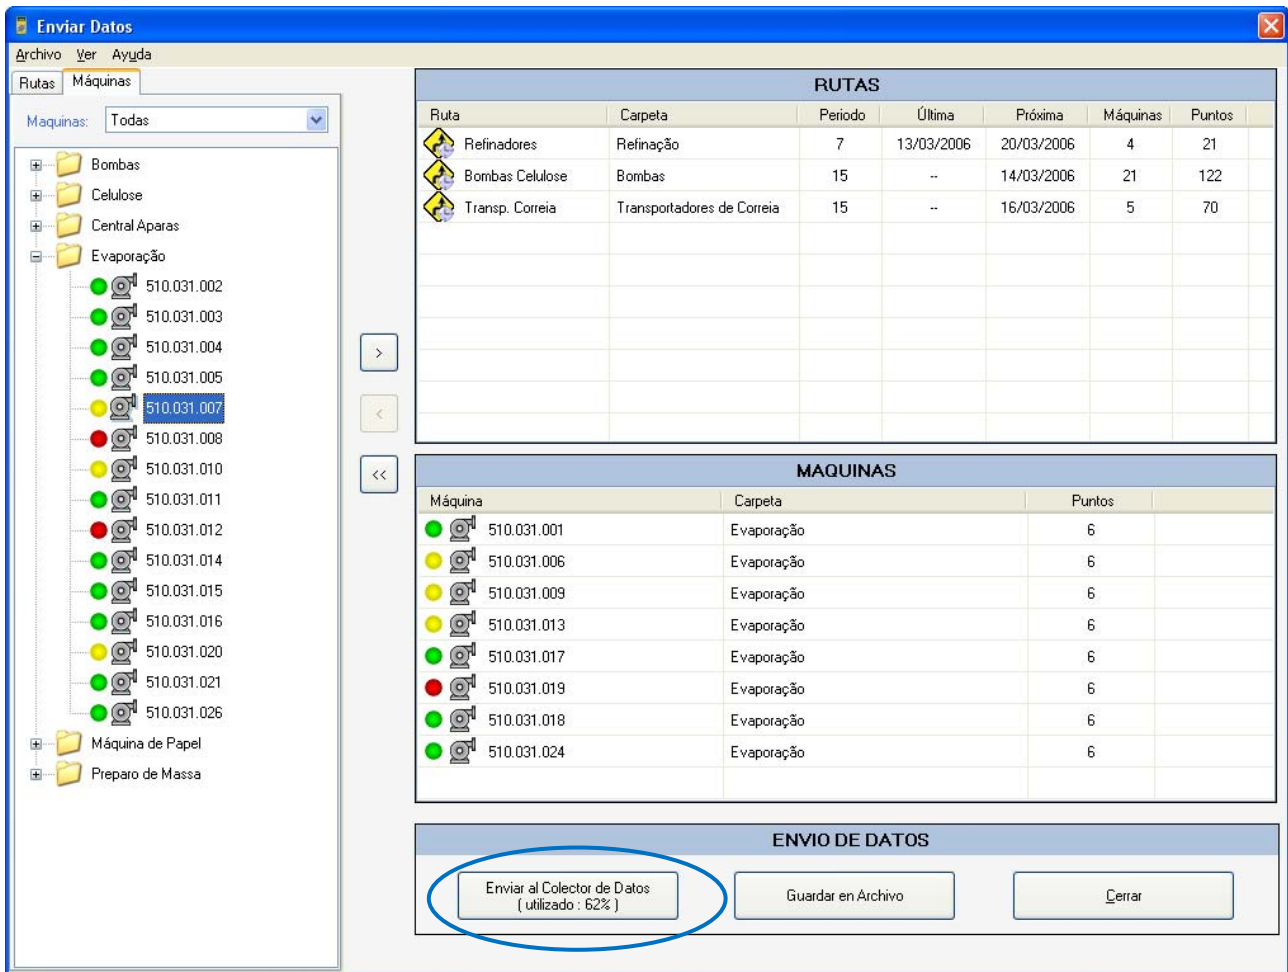 Enviar Datos
Archivo Ver Ayuda
Rutas Máquinas
Maquinas: Todas
Bombas
Celulose
Central Aparas
Evaporação
510.031.002
510.031.003
510.031.004
510.031.005
510.031.007
510.031.008
510.031.010
510.031.011
510.031.012
510.031.014
510.031.015
510.031.016
510.031.020
510.031.021
510.031.026
Máquina de Papel
Preparo de Massa
>
<
<<
RUTAS
Ruta Carpeta Periodo Última Próxima Máquinas Puntos
Refinadores Refinação 7 13/03/2006 20/03/2006 4 21
Bombas Celulose Bombas 15 -- 14/03/2006 21 122
Transp. Correia Transportadores de Correia 15 -- 16/03/2006 5 70
MAQUINAS
Máquina Carpeta Puntos
510.031.001 Evaporação 6
510.031.006 Evaporação 6
510.031.009 Evaporação 6
510.031.013 Evaporação 6
510.031.017 Evaporação 6
510.031.019 Evaporação 6
510.031.018 Evaporação 6
510.031.024 Evaporação 6
ENVIO DE DATOS
Enviar al Colector de Datos
( utilizado : 62% )
Guardar en Archivo
Cerrar